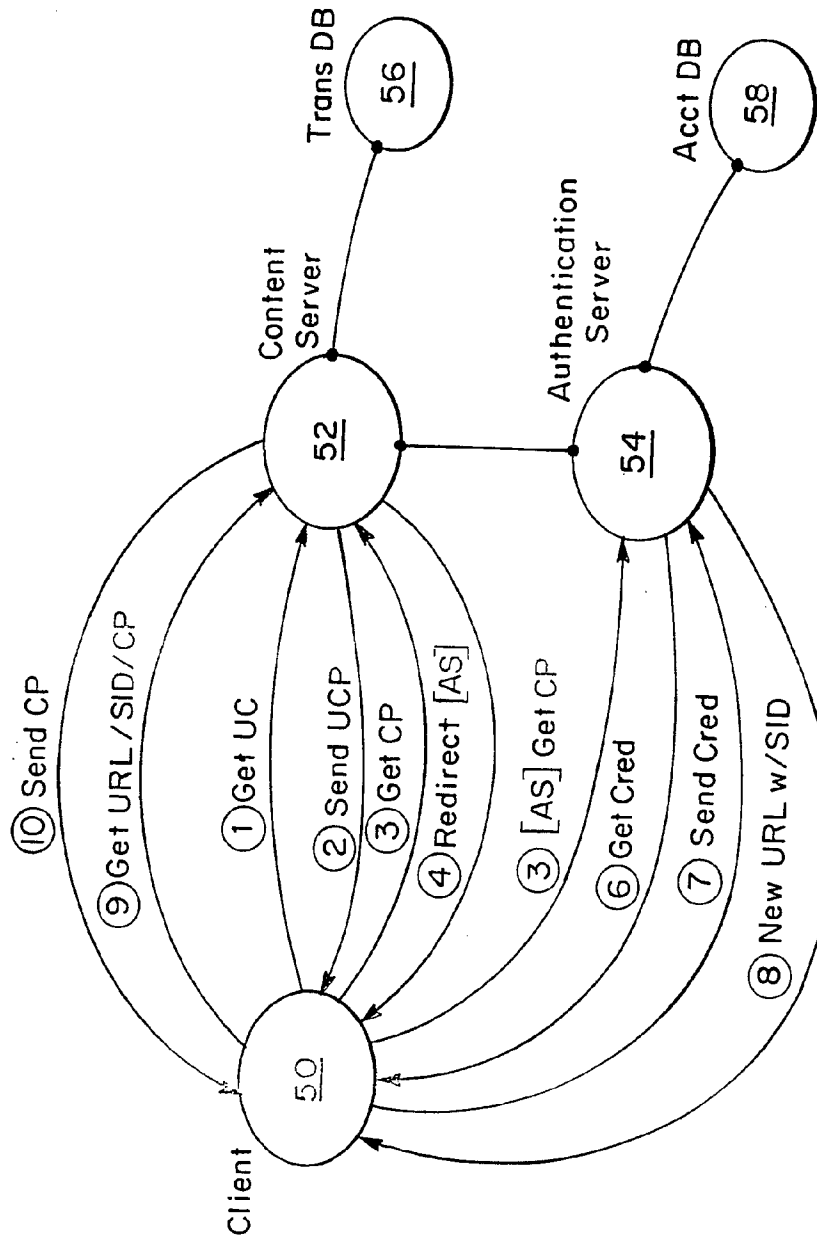 ⑩ Send CP
⑨ Get URL/SID/CP
① Get UC
② Send UCP
③ Get CP
④ Redirect [AS]
③ [AS] Get CP
⑥ Get Cred
⑦ Send Cred
⑧ New URL w/SID
Client
50
Content
Server
52
Trans DB
56
Authentication
Server
54
Acct DB
58